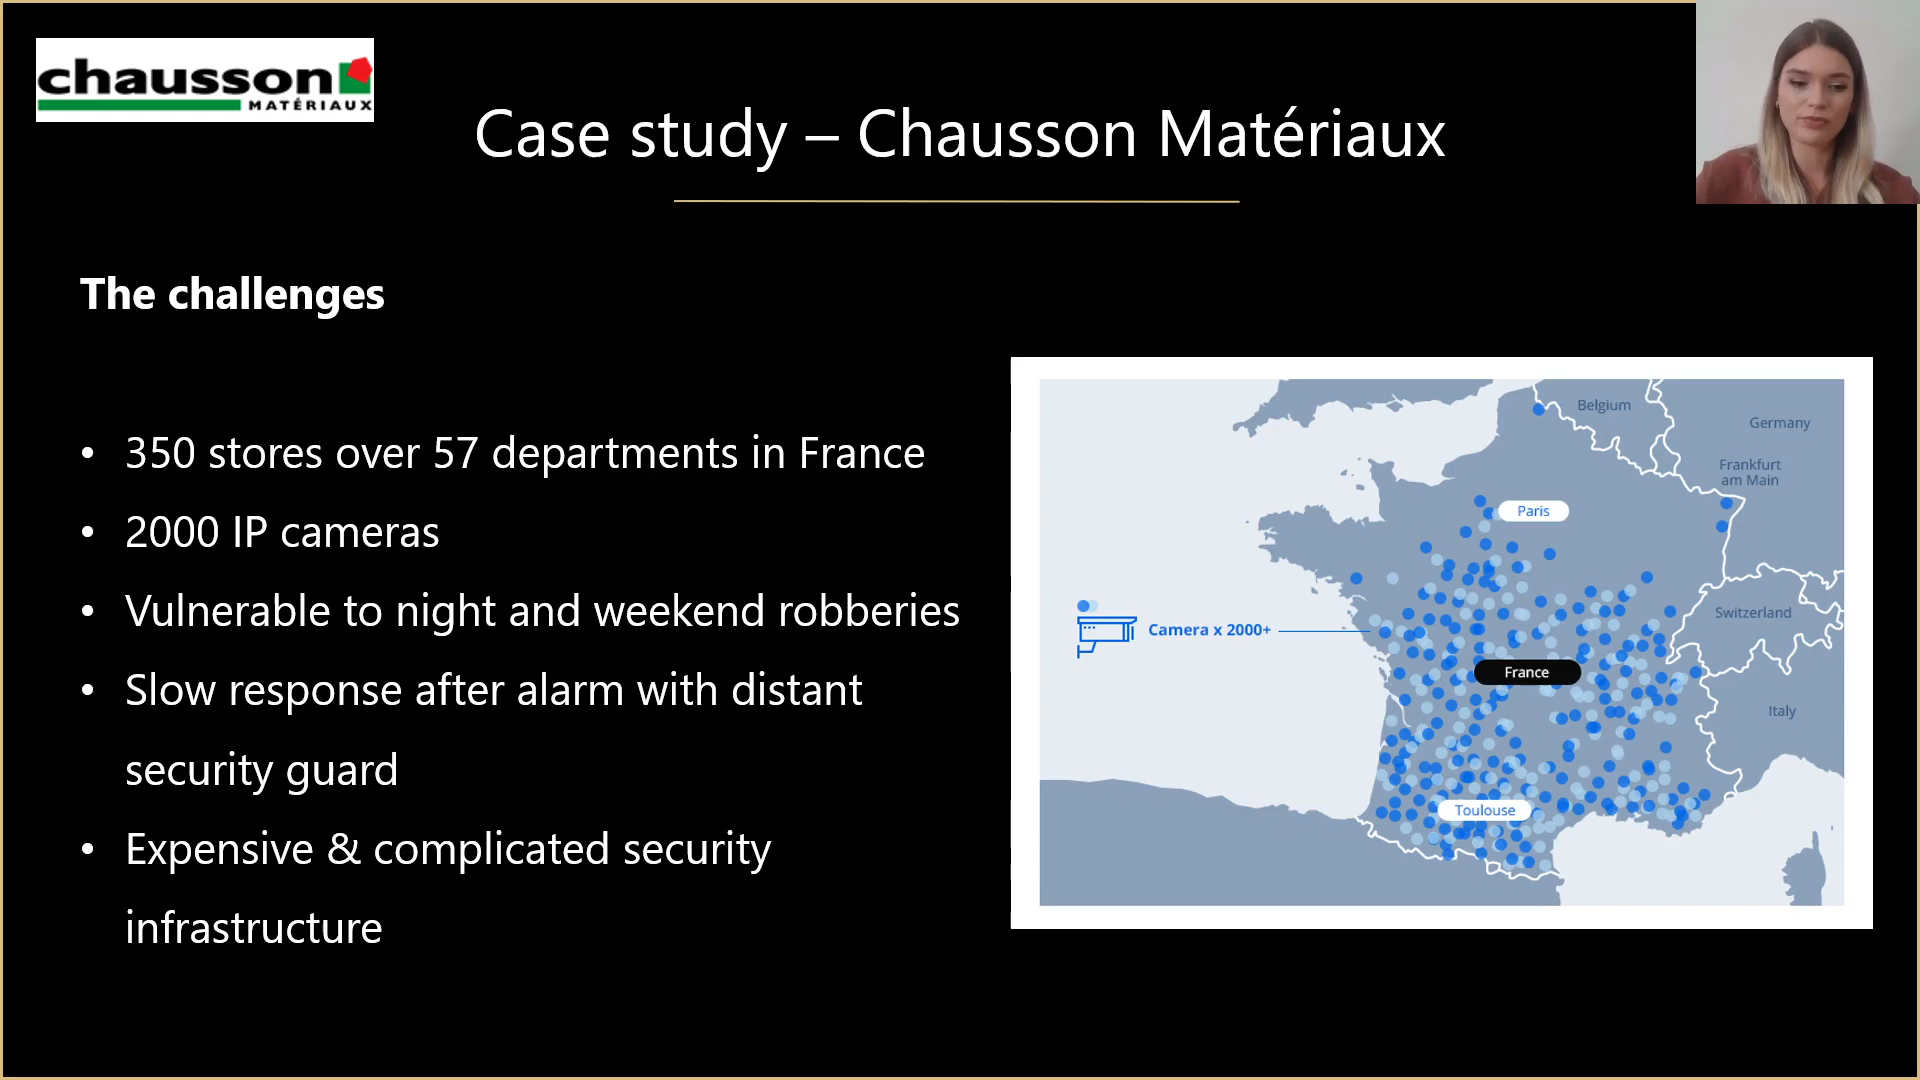 chausson
MATÉRIAUX
Case study – Chausson Matériaux
The challenges
• 350 stores over 57 departments in France
• 2000 IP cameras
• Vulnerable to night and weekend robberies
• Slow response after alarm with distant
security guard
• Expensive & complicated security
infrastructure
Belgium
Germany
Frankfurt
am Main
Paris
Switzerland
Camera x 2000+
France
Italy
Toulouse